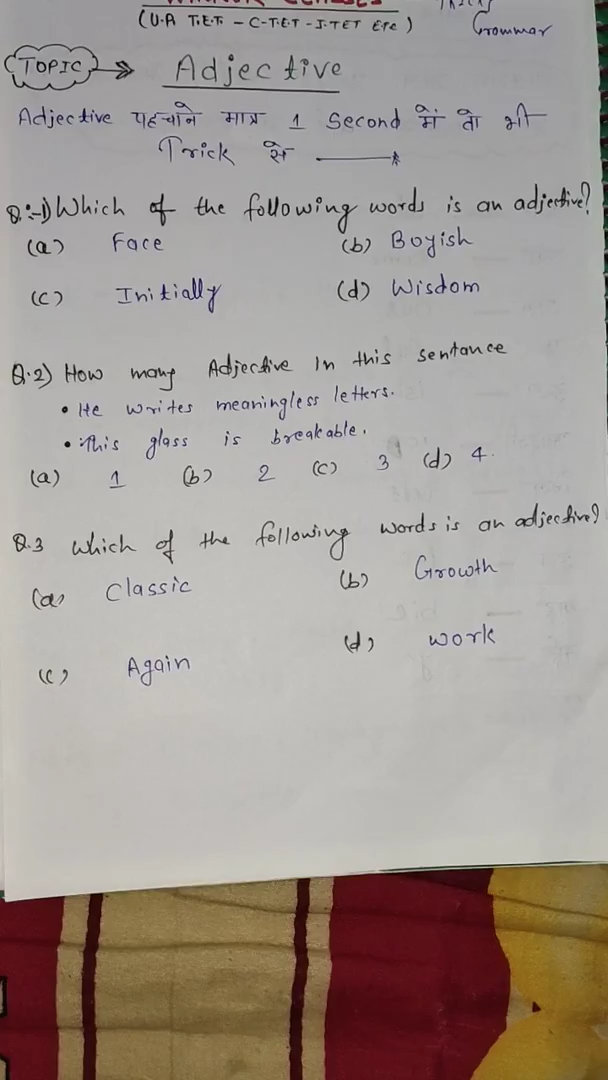 (U.P T.E.T - C-T.E.T - S.TET Etc)
Grammar
TOPIC Adjective
Adjective पहचाने मात्र 1 Second में वो भी
Trick से
Q:-1) Which of the following words is an adjective?
(a) Face (b) Boyish
(c) Initially (d) Wisdom
Q.2) How many Adjective in this sentance
• He writes meaningless letters.
• This glass is breakable.
(a) 1 (b) 2 (c) 3 (d) 4.
Q.3 which of the following words is an adjective?
(a) Classic (b) Growth
(c) Again (d) work